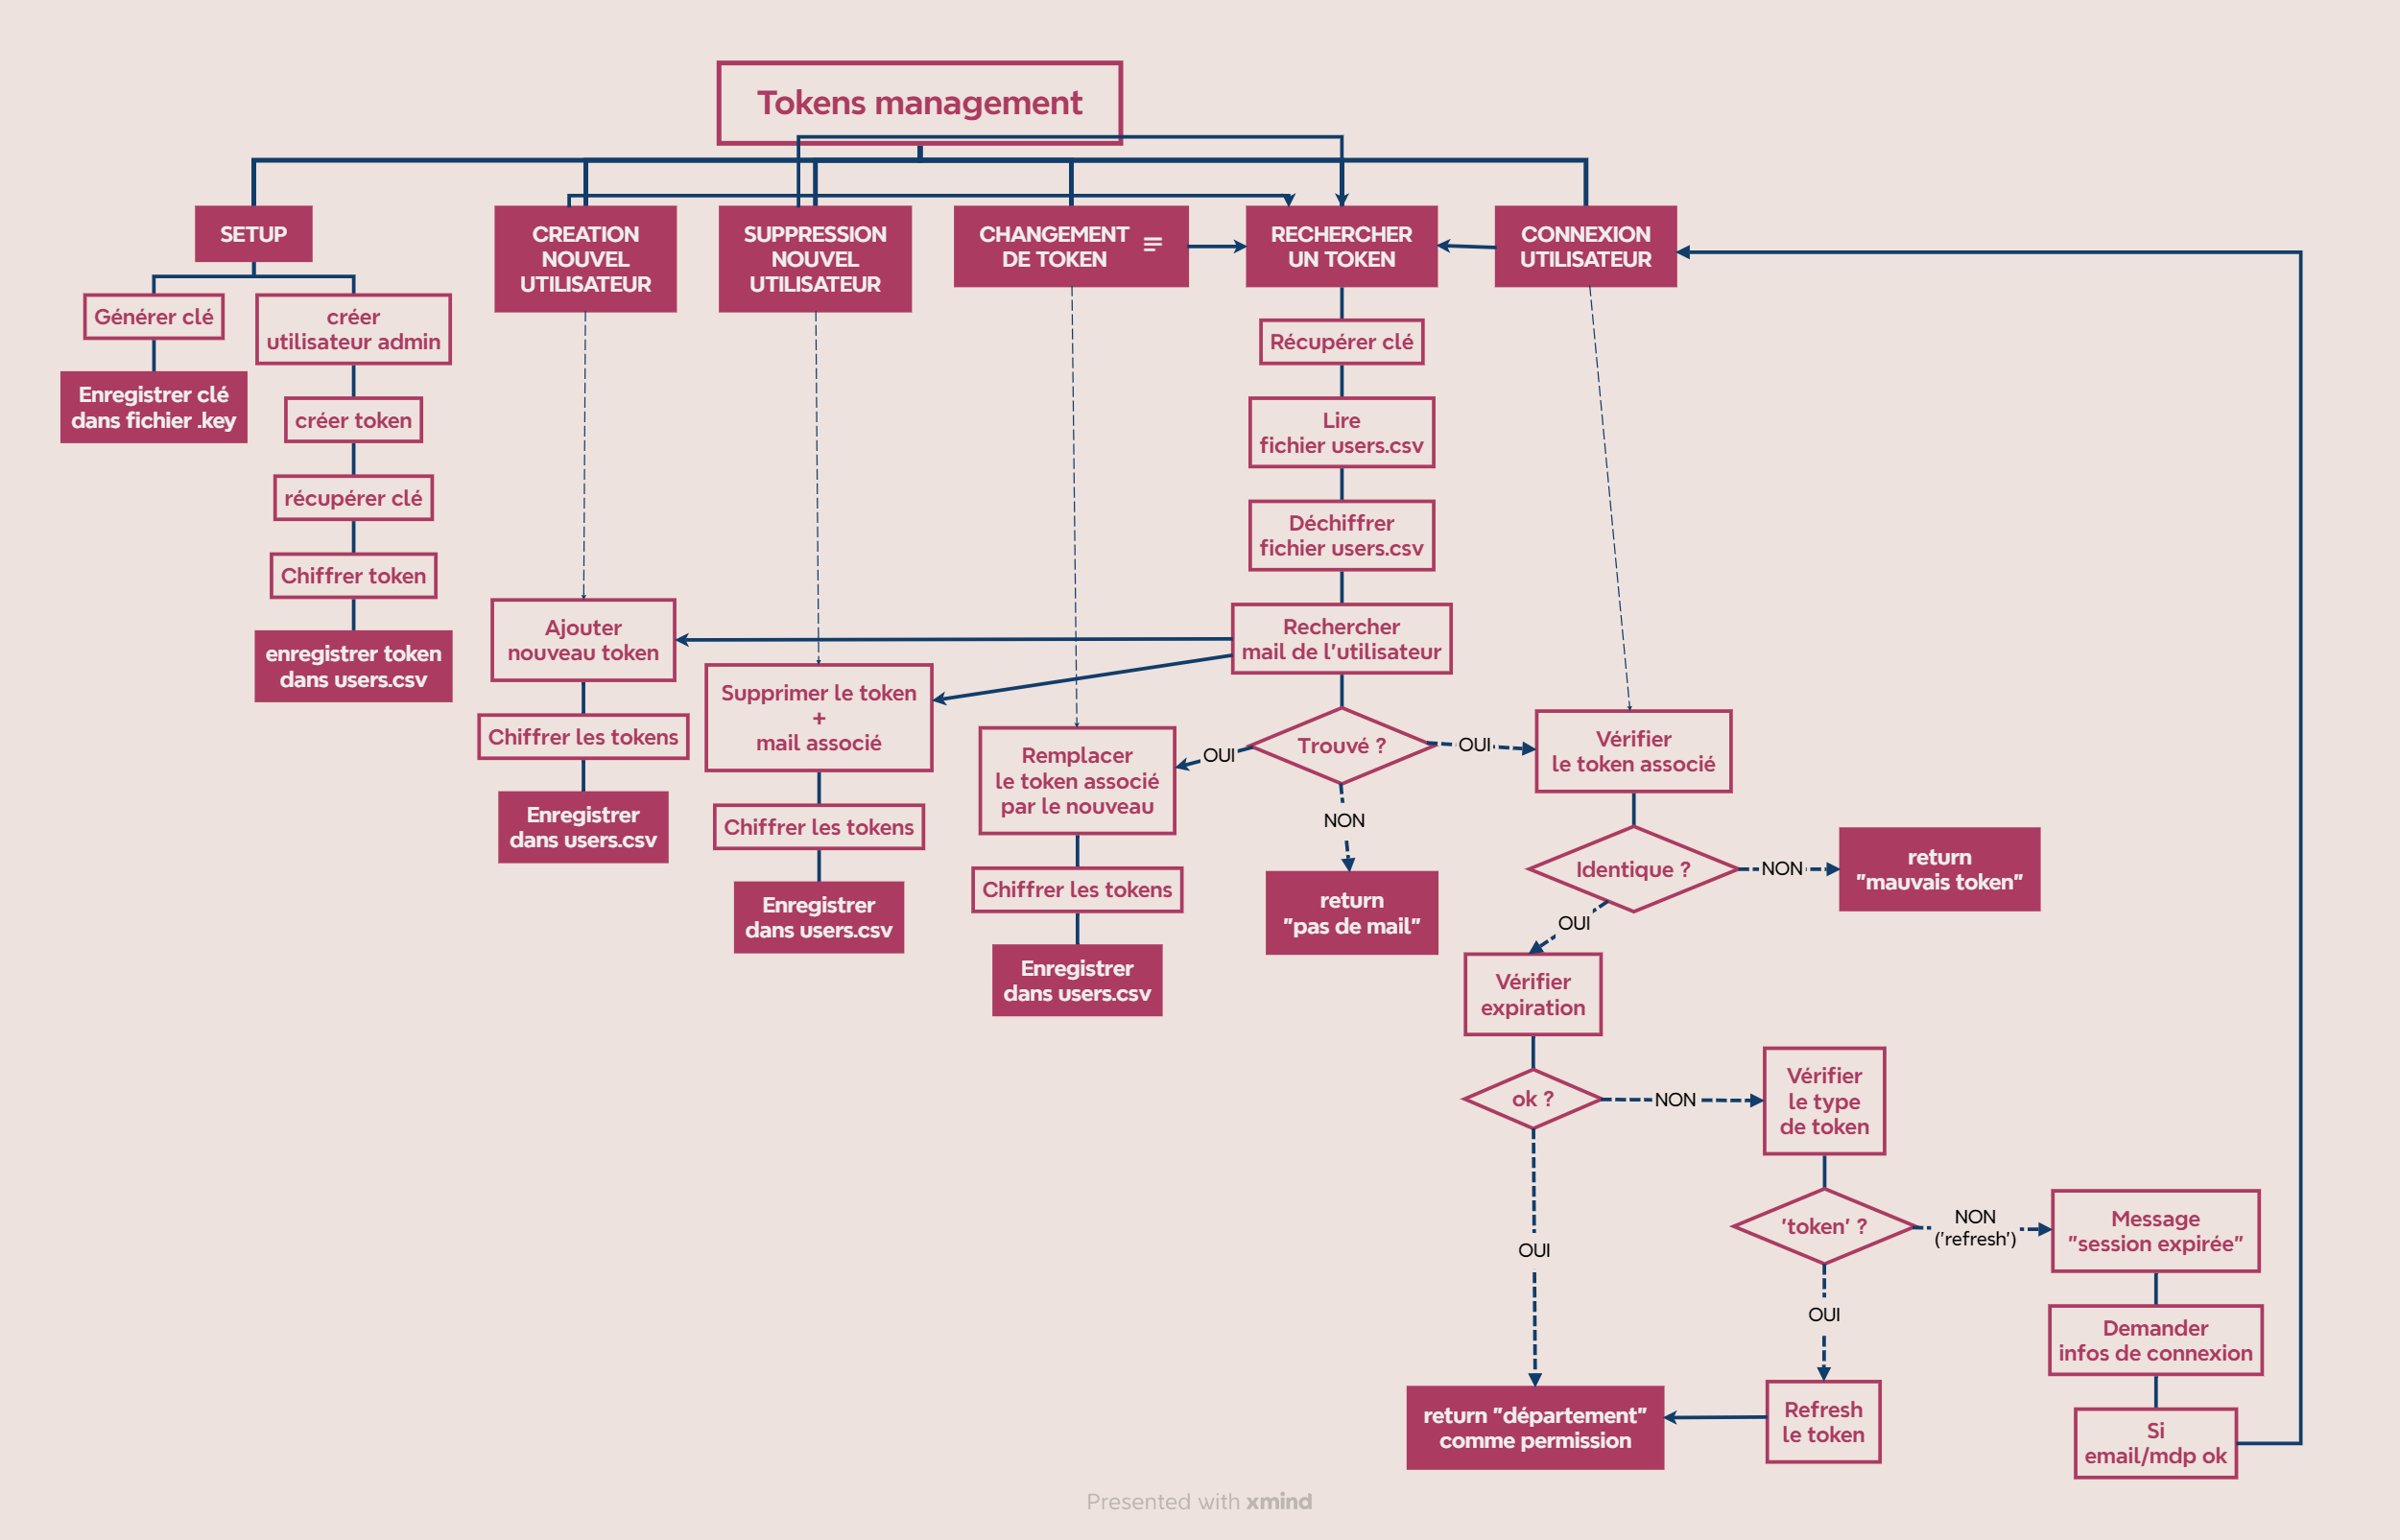 Tokens management
SETUP
CREATION
NOUVEL
UTILISATEUR
SUPPRESSION
NOUVEL
UTILISATEUR
CHANGEMENT
DE TOKEN
RECHERCHER
UN TOKEN
CONNEXION
UTILISATEUR
Générer clé
Enregistrer clé
dans fichier .key
créer
utilisateur admin
créer token
récupérer clé
Chiffrer token
enregistrer token
dans users.csv
Ajouter
nouveau token
Chiffrer les tokens
Enregistrer
dans users.csv
Supprimer le token
+
mail associé
Chiffrer les tokens
Enregistrer
dans users.csv
Remplacer
le token associé
par le nouveau
Chiffrer les tokens
Enregistrer
dans users.csv
Récupérer clé
Lire
fichier users.csv
Déchiffrer
fichier users.csv
Rechercher
mail de l'utilisateur
Trouvé ?
OUI
OUI
NON
return
"pas de mail"
Vérifier
le token associé
Identique ?
NON
return
"mauvais token"
OUI
Vérifier
expiration
ok ?
NON
OUI
Vérifier
le type
de token
'token' ?
NON
('refresh')
OUI
Message
"session expirée"
Demander
infos de connexion
Si
email/mdp ok
Refresh
le token
return "département"
comme permission
Presented with xmind